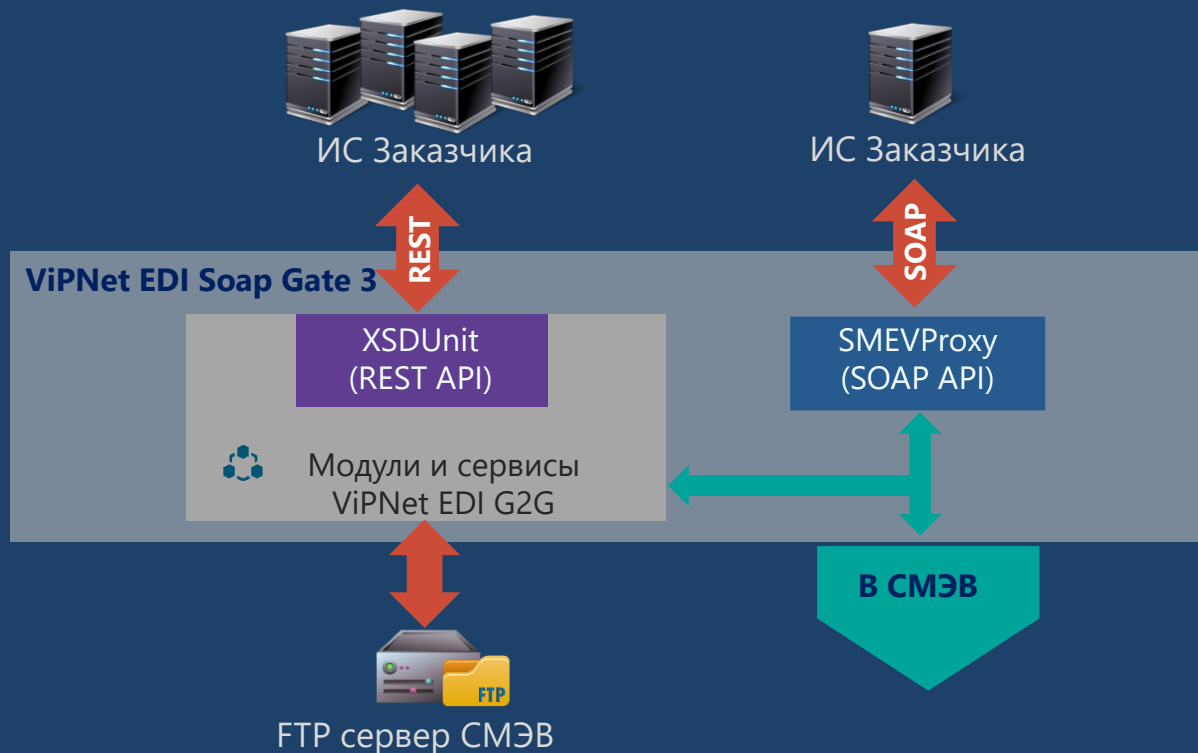 ИС Заказчика
ИС Заказчика
REST
SOAP
ViPNet EDI Soap Gate 3
XSDUnit
(REST API)
SMEVProxy
(SOAP API)
Модули и сервисы
ViPNet EDI G2G
В СМЭВ
FTP
FTP сервер СМЭВ